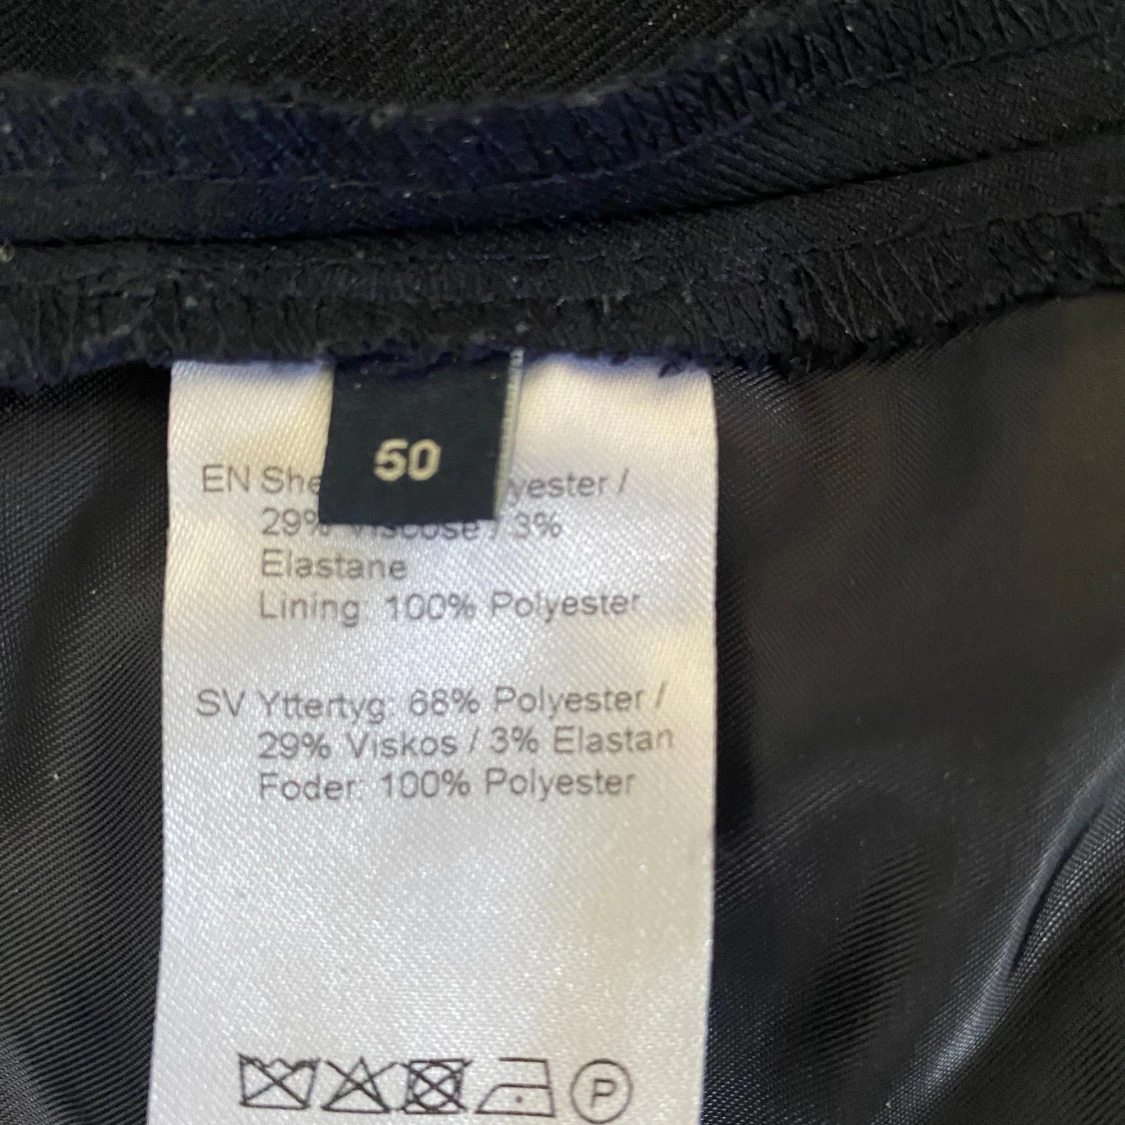 50
EN She yester /
29% Viscose / 3%
Elastane
Lining: 100% Polyester
SV Yttertyg: 68% Polyester /
29% Viskos / 3% Elastan
Foder: 100% Polyester
P